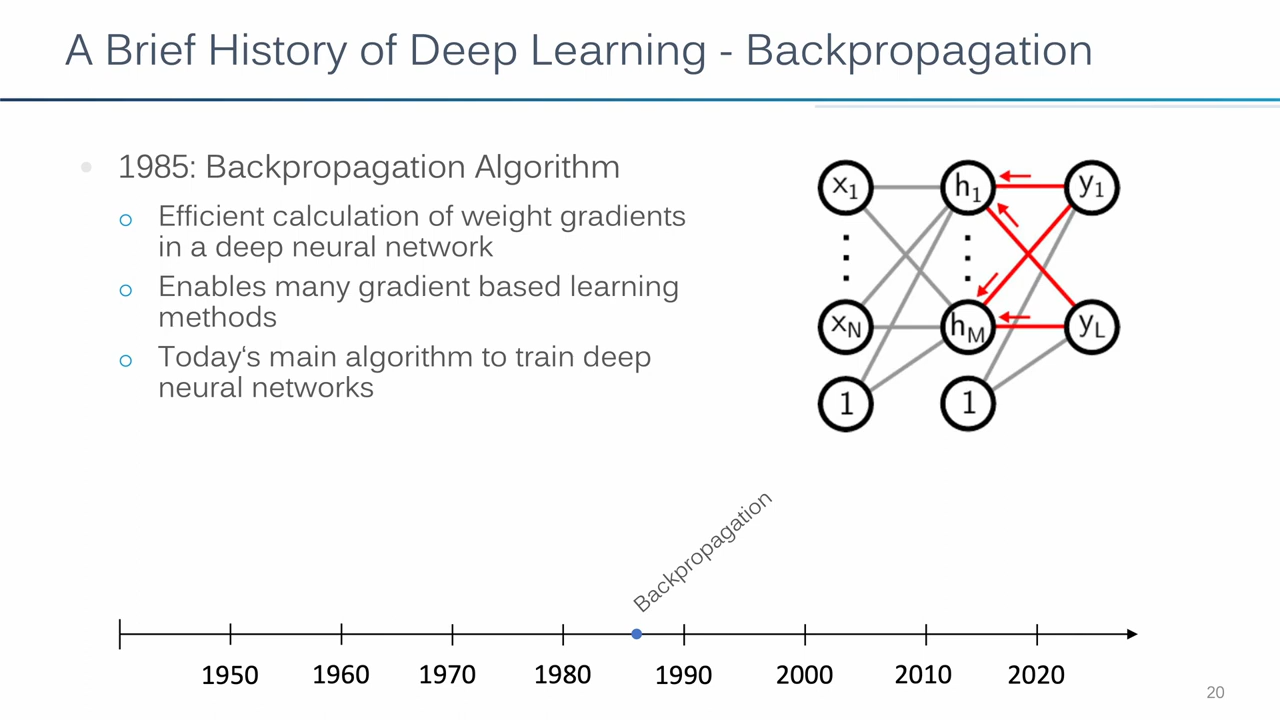 A Brief History of Deep Learning - Backpropagation
• 1985: Backpropagation Algorithm
o Efficient calculation of weight gradients
in a deep neural network
o Enables many gradient based learning
methods
o Today‘s main algorithm to train deep
neural networks
x1 h1 y1
xN hM yL
1 1
Backpropagation
1950 1960 1970 1980 1990 2000 2010 2020
20